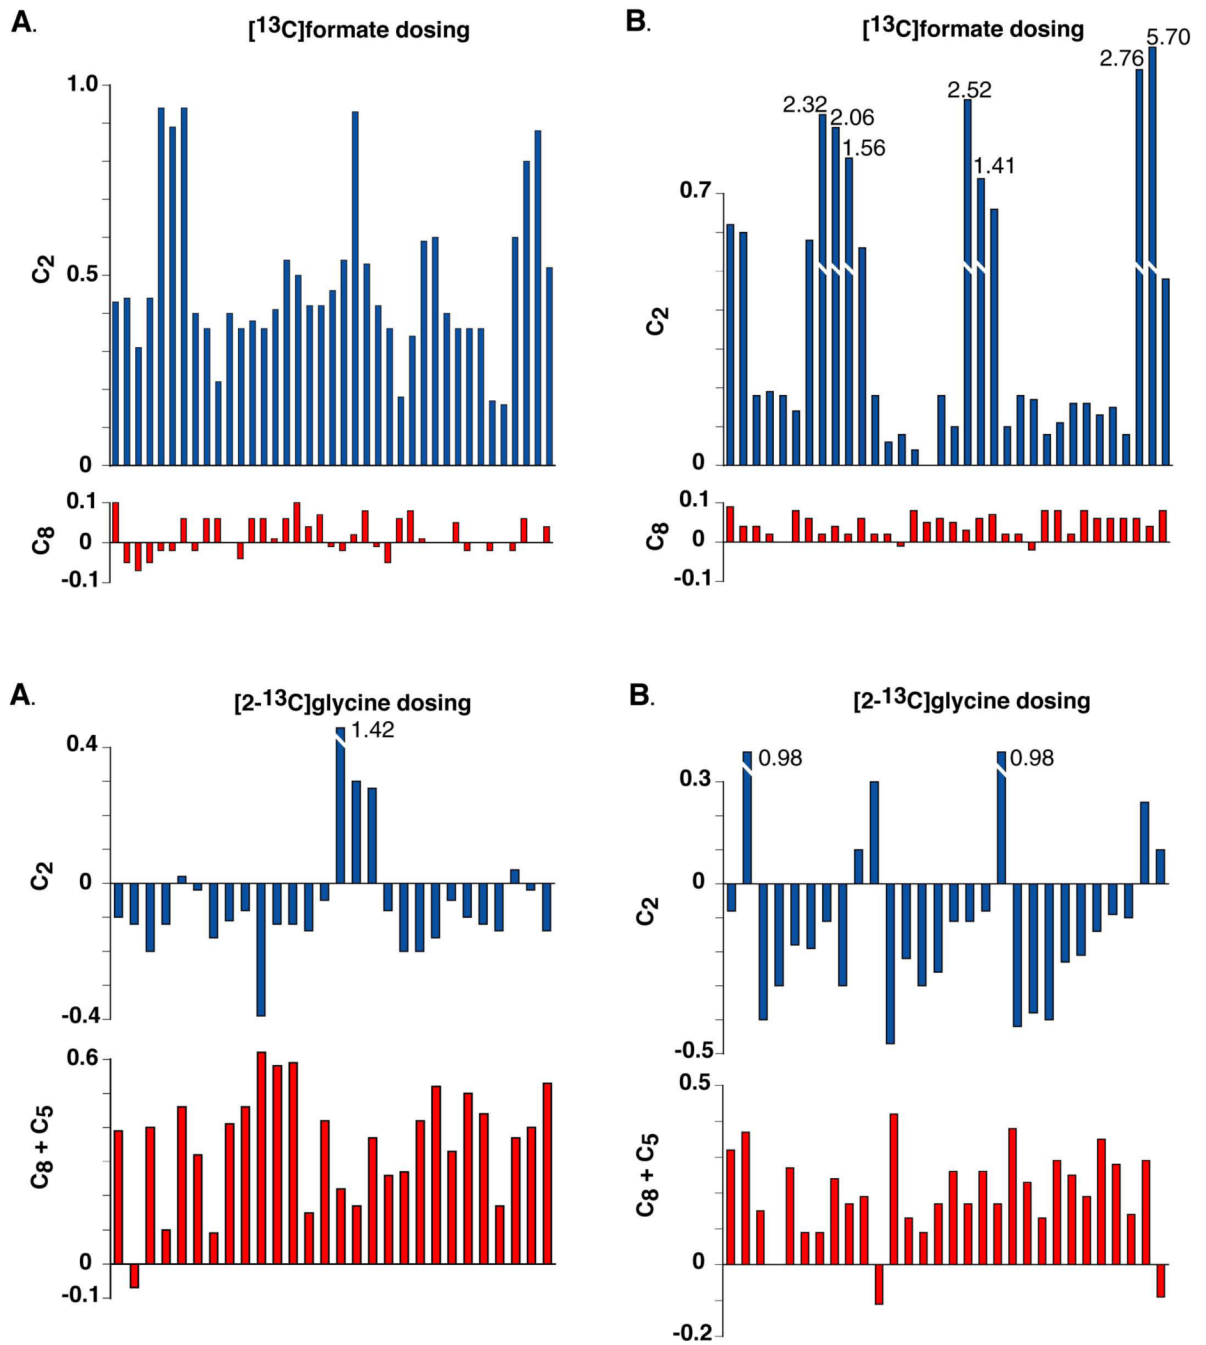 A.
[13C]formate dosing
1.0
0.5
0
C2
0.1
0
-0.1
C8
B.
[13C]formate dosing
2.32
2.06
1.56
2.52
1.41
2.76
5.70
0.7
0
C2
0.1
0
-0.1
C8
A.
[2-13C]glycine dosing
1.42
0.4
0
-0.4
C2
0.6
0
-0.1
C8 + C5
B.
[2-13C]glycine dosing
0.98
0.98
0.3
0
-0.5
C2
0.5
0
-0.2
C8 + C5